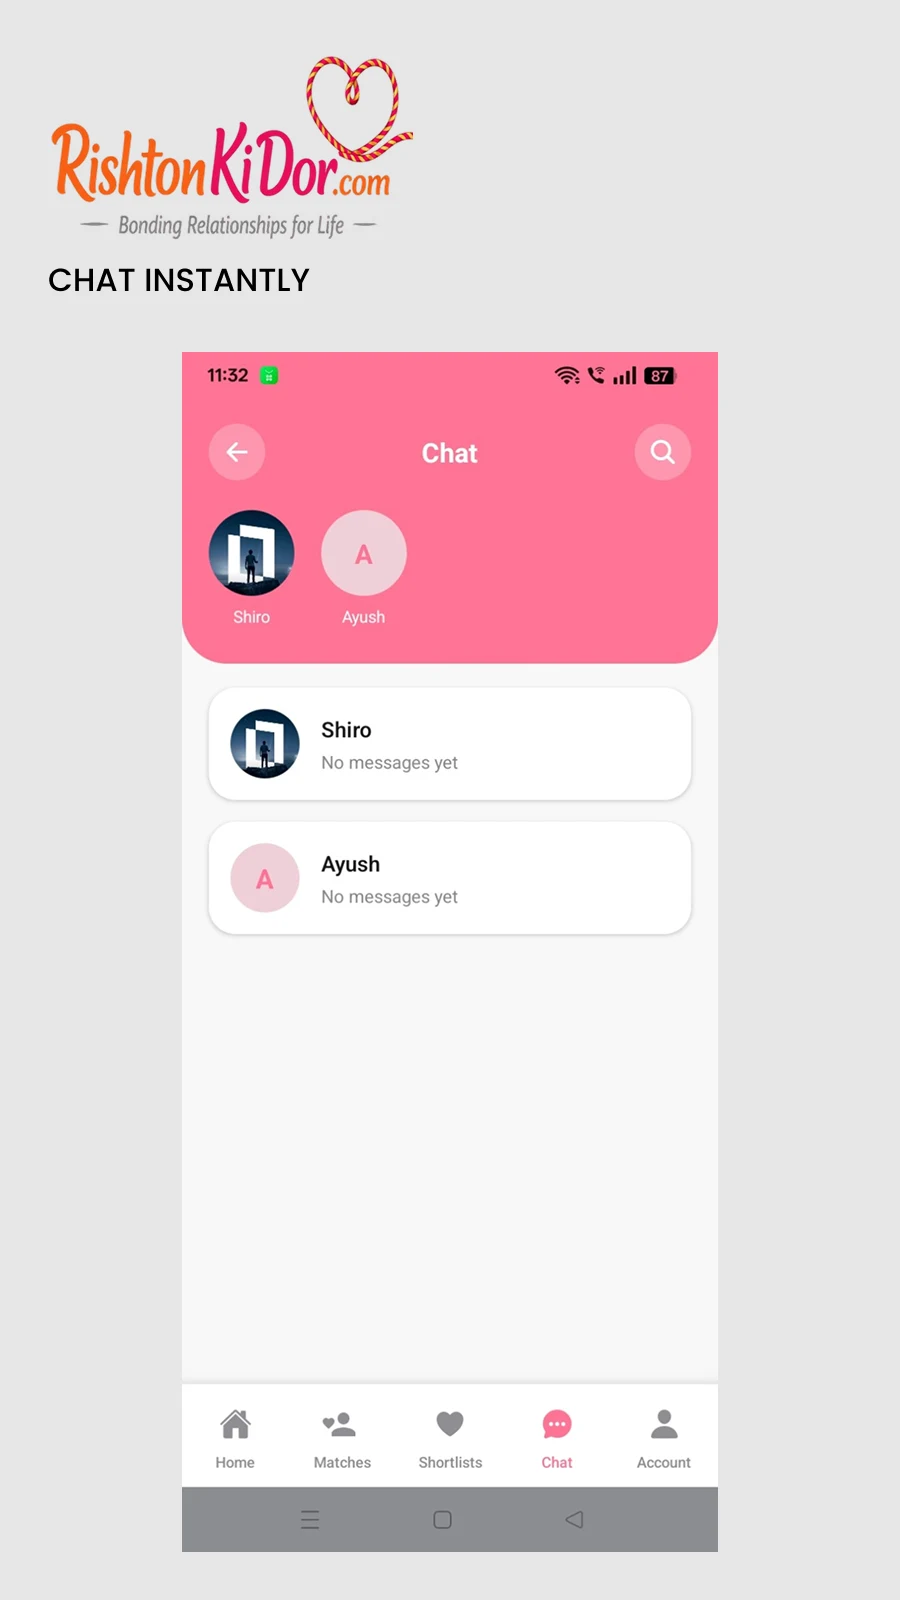 RishtonKiDor.com
Bonding Relationships for Life
CHAT INSTANTLY
11:32
87
Chat
Shiro
A
Ayush
Shiro
No messages yet
A
Ayush
No messages yet
Home
Matches
Shortlists
Chat
Account